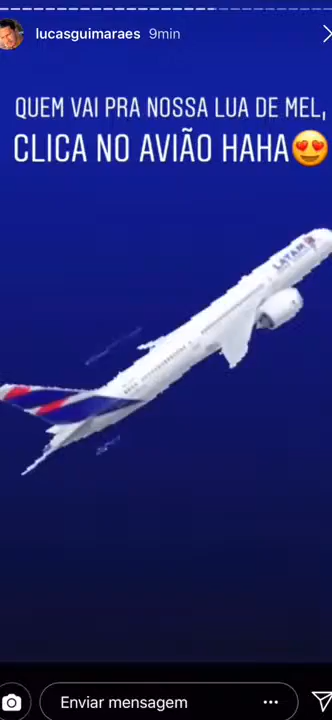 lucasguimaraes 9min
QUEM VAI PRA NOSSA LUA DE MEL,
CLICA NO AVIÃO HAHA😍
LATAM
Enviar mensagem